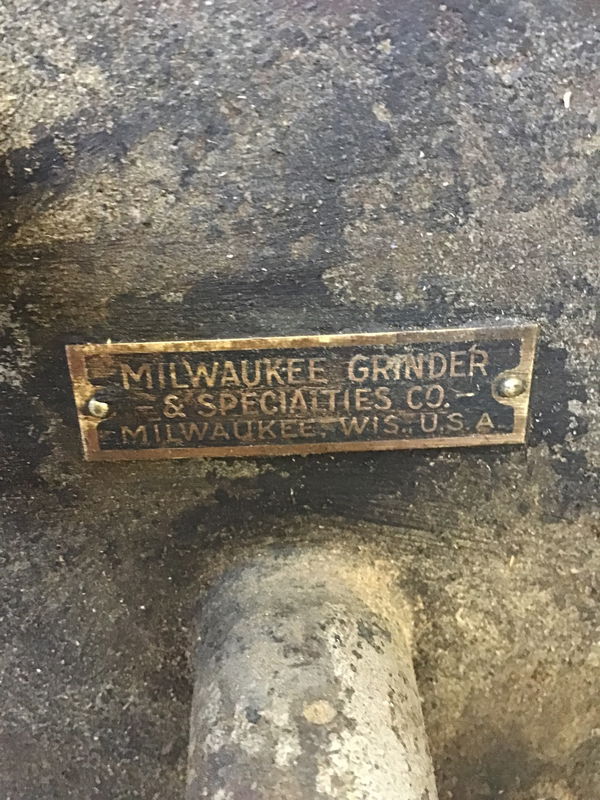 MILWAUKEE GRINDER
& SPECIALTIES CO.
MILWAUKEE, WIS., U.S.A.